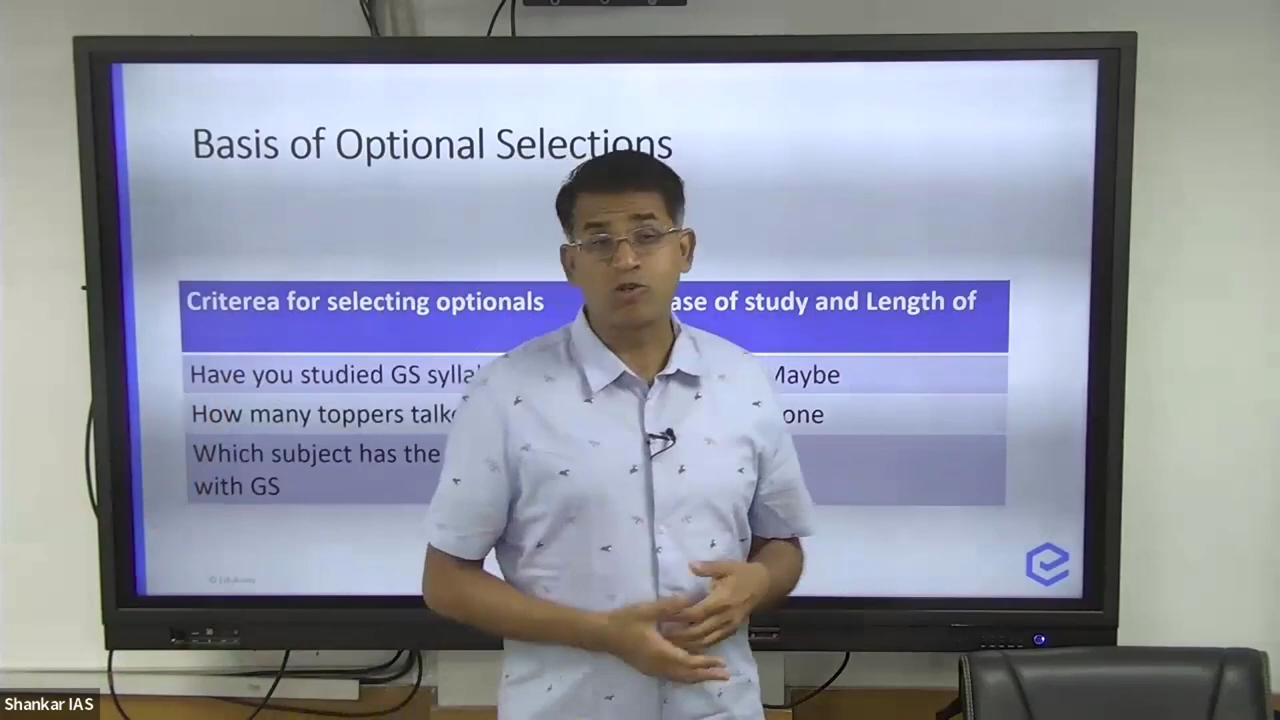 Basis of Optional Selections
Criterea for selecting optionals ase of study and Length of
Have you studied GS sylla Maybe
How many toppers talk one
Which subject has the
with GS
Shankar IAS